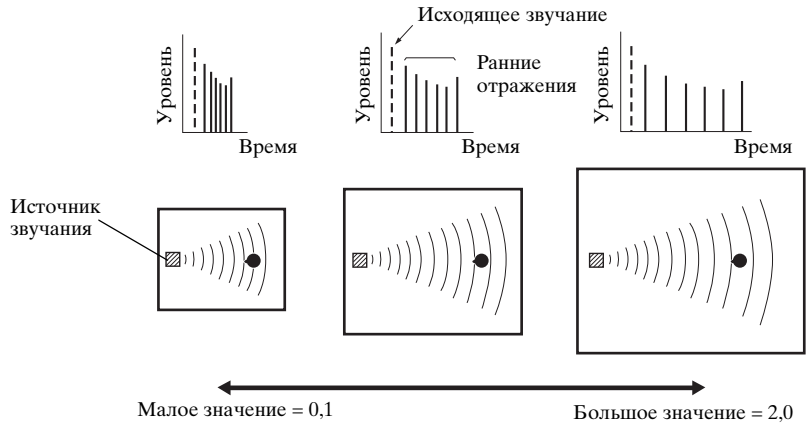 Исходящее звучание
Уровень
Время
Уровень
Ранние
отражения
Время
Уровень
Время
Источник
звучания
Малое значение = 0,1
Большое значение = 2,0